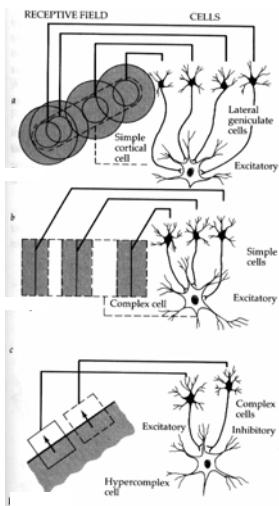 RECEPTIVE FIELD CELLS
a
Lateral
geniculate
cells
Simple
cortical
cell
Excitatory
b
Simple
cells
Complex cell
Excitatory
c
Complex
cells
Excitatory
Inhibitory
Hypercomplex
cell